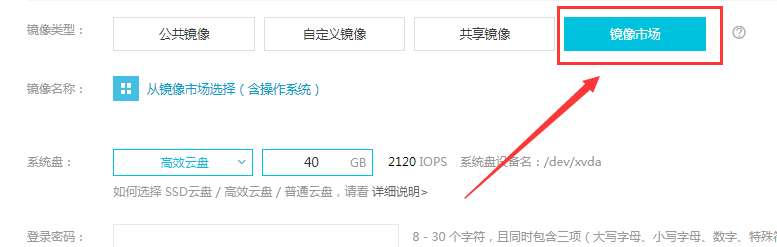 镜像类型： 公共镜像 自定义镜像 共享镜像 镜像市场 ?
镜像名称： 从镜像市场选择（含操作系统）
系统盘： 高效云盘 40 GB 2120 IOPS 系统盘设备名：/dev/xvda
如何选择 SSD云盘 / 高效云盘 / 普通云盘，请看 详细说明>
登录密码： 8 - 30 个字符，且同时包含三项（大写字母、小写字母、数字、特殊符